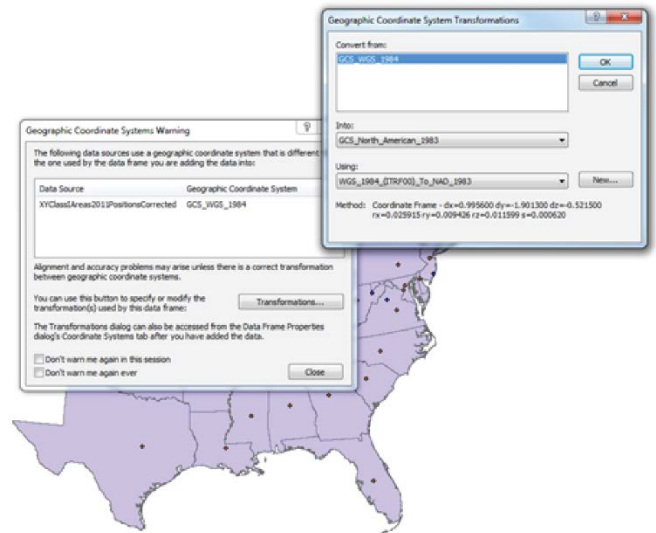 Geographic Coordinate System Transformations
Convert from:
GCS_WGS_1984
OK
Cancel
Into:
GCS_North_American_1983
Using:
WGS_1984_(ITRF00)_To_NAD_1983
New...
Method: Coordinate Frame - dx=0.995600 dy=-1.901300 dz=-0.521500
rx=0.025915 ry=0.009426 rz=0.011599 s=0.000620
Geographic Coordinate Systems Warning
The following data sources use a geographic coordinate system that is different
the one used by the data frame you are adding the data into:
Data Source Geographic Coordinate System
XYClassIAreas2011PositionsCorrected GCS_WGS_1984
Alignment and accuracy problems may arise unless there is a correct transformation
between geographic coordinate systems.
You can use this button to specify or modify the
transformation(s) used by this data frame:
Transformations...
The Transformations dialog can also be accessed from the Data Frame Properties
dialog's Coordinate Systems tab after you have added the data.
Don't warn me again in this session
Don't warn me again ever
Close